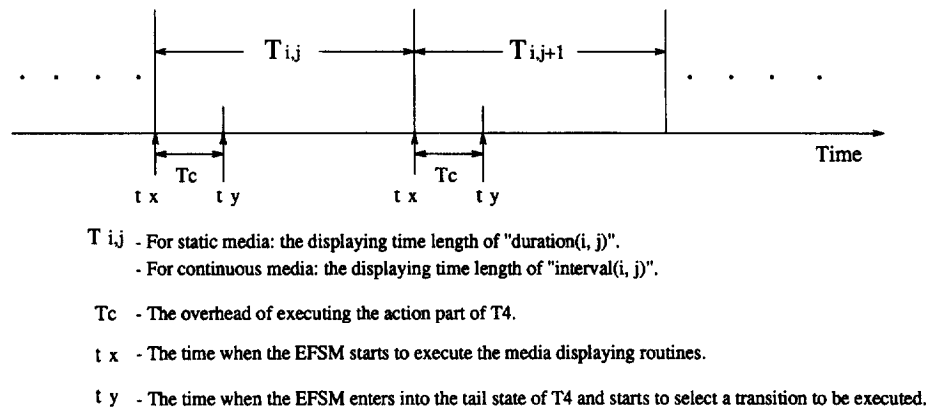 T i,j T i,j+1
. . . . . . . .
Time
Tc Tc
t x t y t x t y
T i,j - For static media: the displaying time length of "duration(i, j)".
- For continuous media: the displaying time length of "interval(i, j)".
Tc - The overhead of executing the action part of T4.
t x - The time when the EFSM starts to execute the media displaying routines.
t y - The time when the EFSM enters into the tail state of T4 and starts to select a transition to be executed.